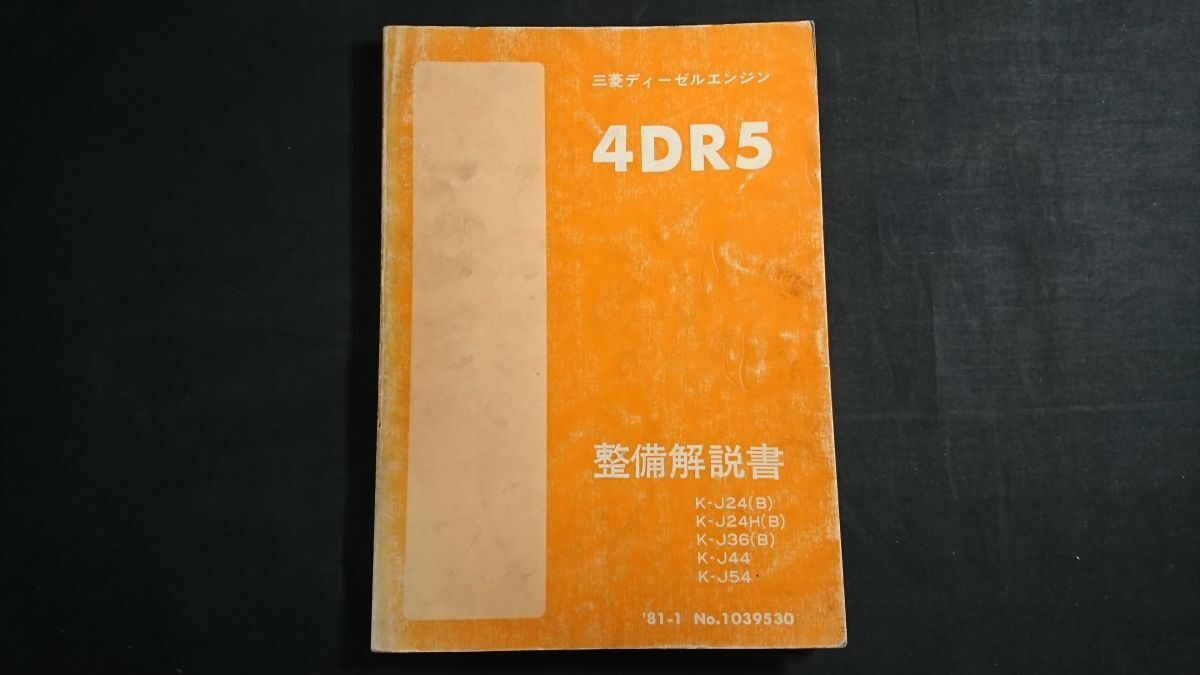 三菱ディーゼルエンジン
4DR5
整備解説書
K-J24(B)
K-J24H(B)
K-J36(B)
K-J44
K-J54
'81-1 No.1039530